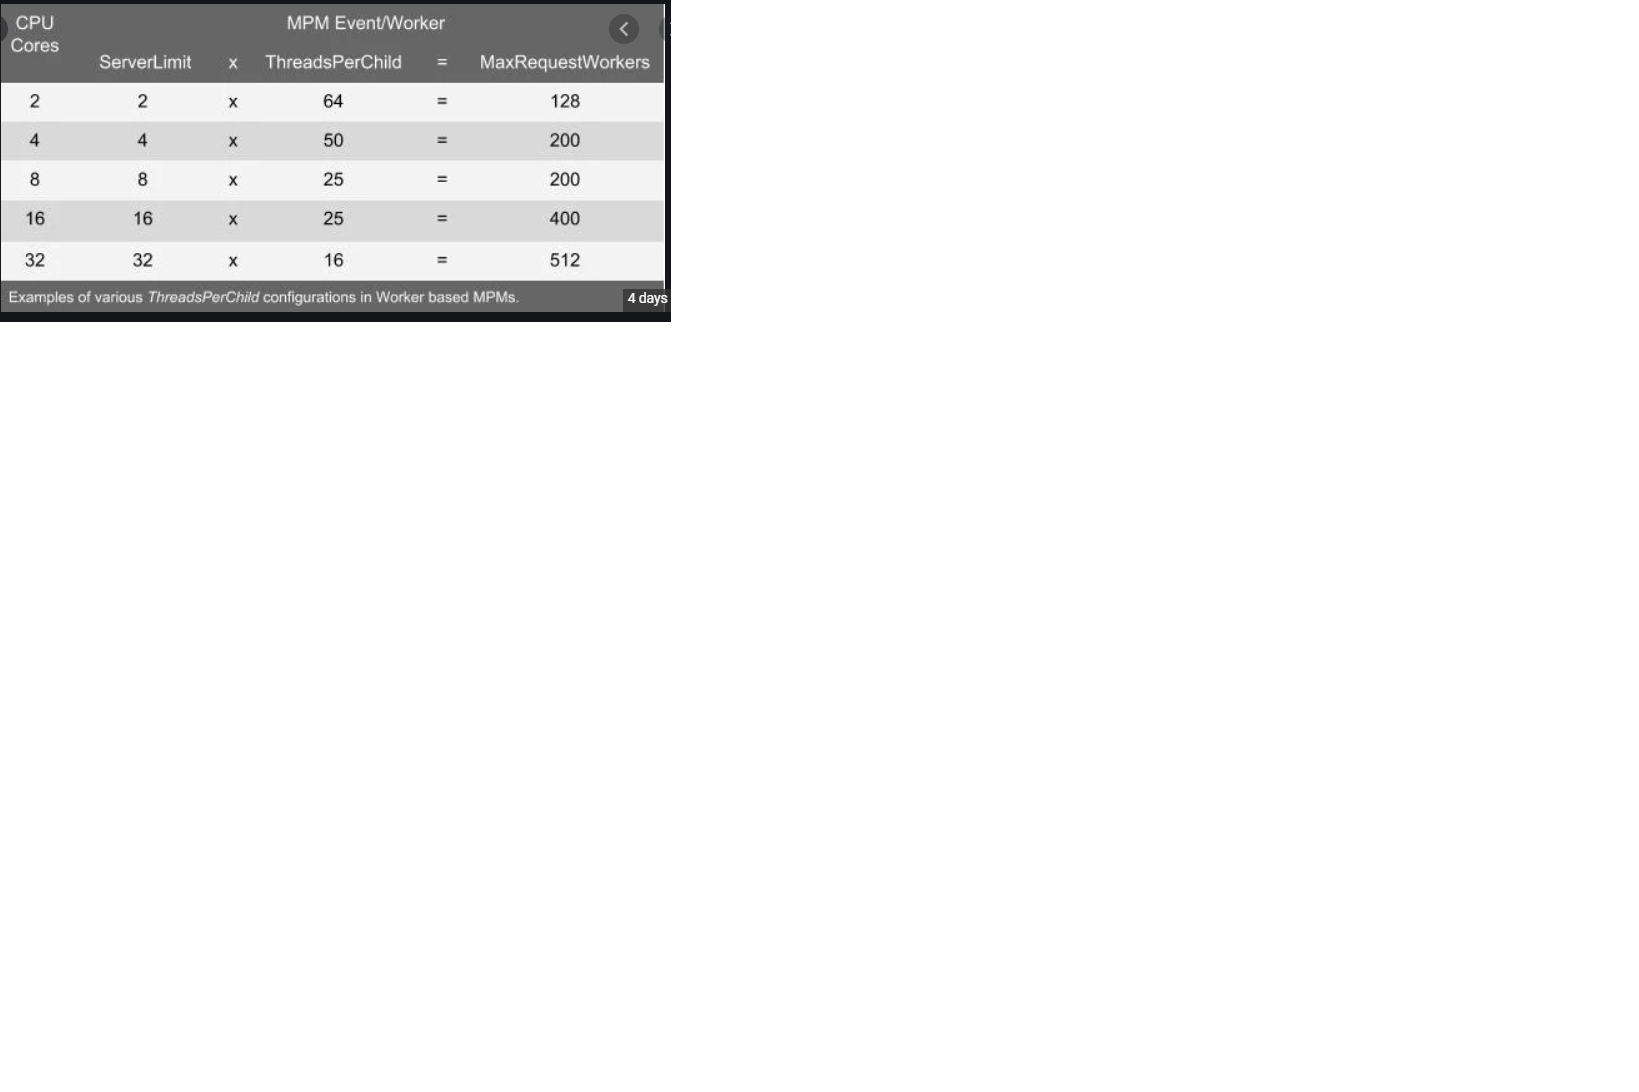 CPU Cores MPM Event/Worker
ServerLimit x ThreadsPerChild = MaxRequestWorkers
2 2 x 64 = 128
4 4 x 50 = 200
8 8 x 25 = 200
16 16 x 25 = 400
32 32 x 16 = 512
Examples of various ThreadsPerChild configurations in Worker based MPMs.
4 days